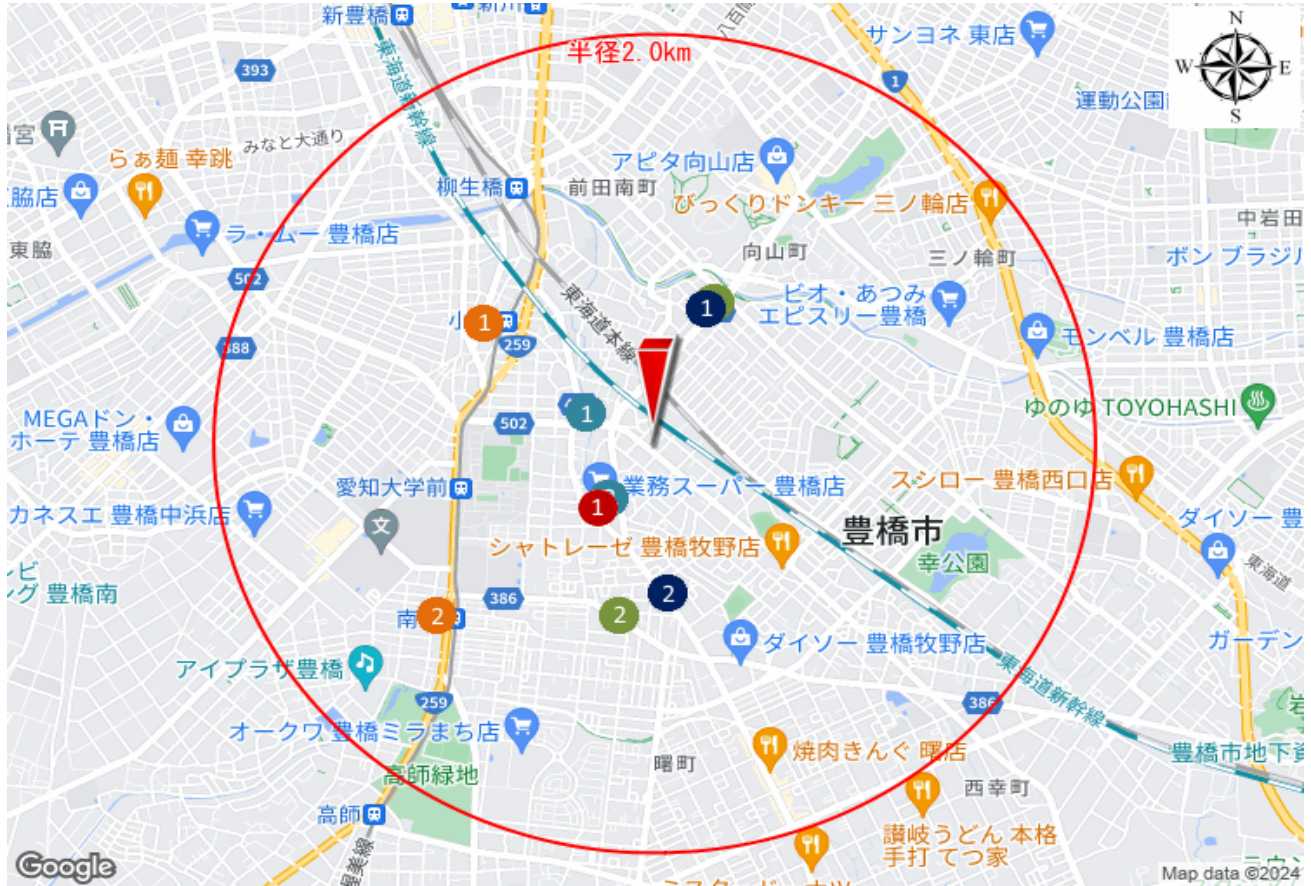 新豊橋
新川
サンヨネ 東店
N
W
E
S
半径2.0km
393
東海道新幹線
1
運動公園
みなと大通り
らぁ麺 幸跳
アピタ向山店
柳生橋
前田南町
びっくりドンキー 三ノ輪店
脇店
ラ・ムー 豊橋店
中岩田
東脇
向山町
三ノ輪町
ボン ブラジル
502
東海道本線
ビオ・あつみ
エピスリー豊橋
1
1
小
259
388
モンベル 豊橋店
MEGAドン・
ホーテ 豊橋店
1
502
ゆのゆ TOYOHASHI
愛知大学前
業務スーパー 豊橋店
スシロー 豊橋西口店
カネスエ 豊橋中浜店
文
1
ダイソー 豊
シャトレーゼ 豊橋牧野店
豊橋市
幸公園
東海道
グ 豊橋南
386
2
2
2
南
ダイソー 豊橋牧野店
ガーデン
アイプラザ豊橋
東海道新幹線
259
386
オークワ 豊橋ミラまち店
焼肉きんぐ 曙店
豊橋市地下資
曙町
高師緑地
西幸町
高師
讃岐うどん 本格
手打 てつ家
Google
Map data ©2024